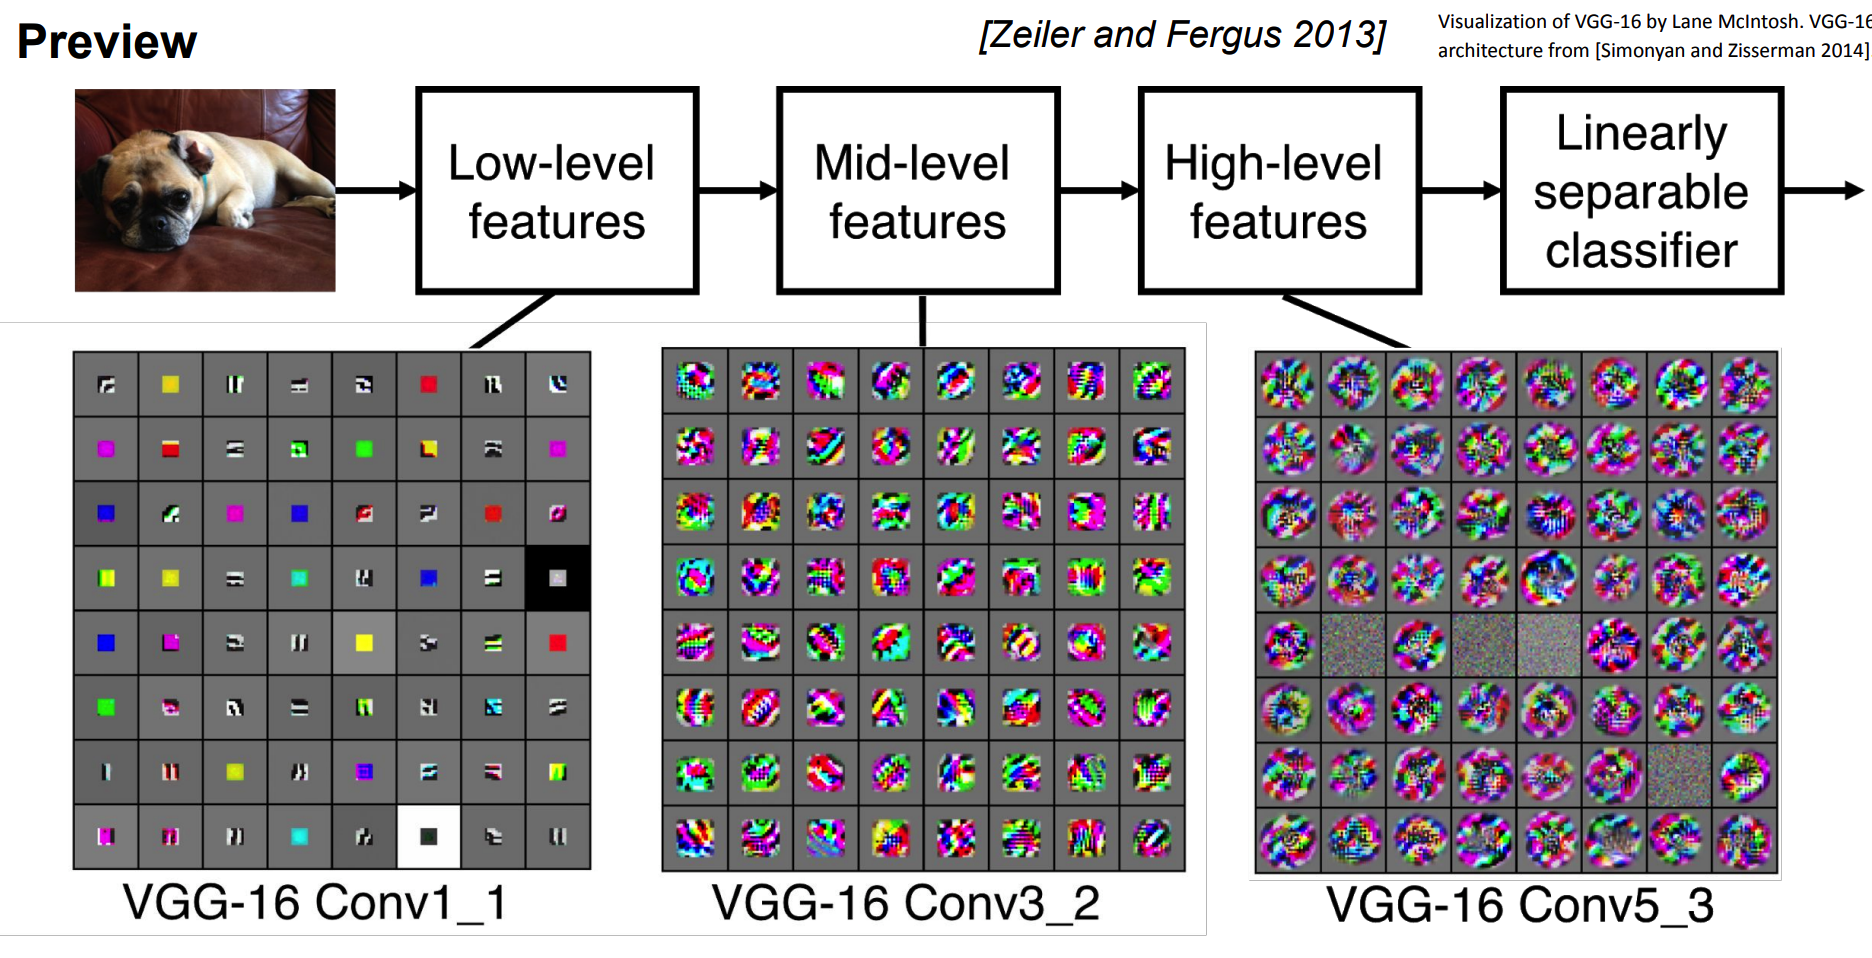 Preview
[Zeiler and Fergus 2013]
Visualization of VGG-16 by Lane McIntosh. VGG-16
architecture from [Simonyan and Zisserman 2014]
Low-level
features
Mid-level
features
High-level
features
Linearly
separable
classifier
VGG-16 Conv1_1
VGG-16 Conv3_2
VGG-16 Conv5_3